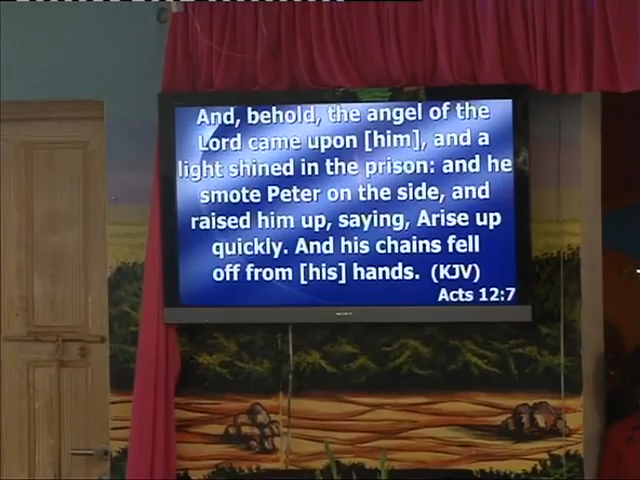 And, behold, the angel of the
Lord came upon [him], and a
light shined in the prison: and he
smote Peter on the side, and
raised him up, saying, Arise up
quickly. And his chains fell
off from [his] hands. (KJV)
Acts 12:7
SONY